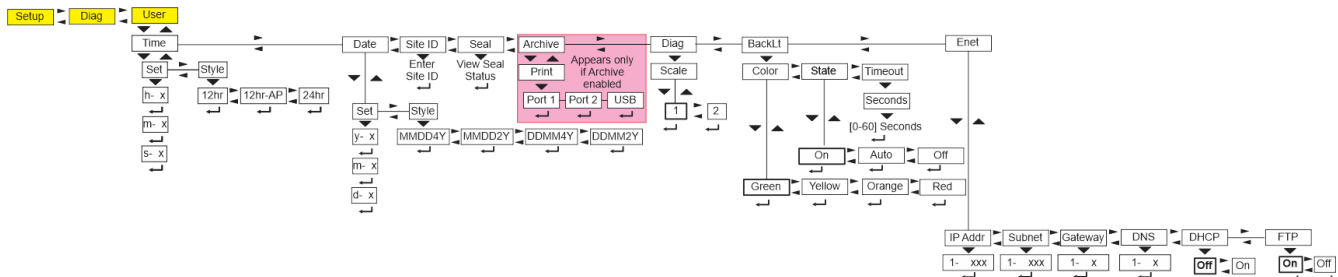 Setup Diag User
Time Date Site ID Seal Archive Diag BackLt Enet
Enter
Site ID
View Seal
Status
Appears only
if Archive
enabled
Set Style
Print
Scale
Color State Timeout
h- x
12hr 12hr-AP 24hr
Port 1 Port 2 USB
1 2
Seconds
[0-60] Seconds
m- x
Set Style
s- x
y- x
MMDD4Y MMDD2Y DDMM4Y DDMM2Y
On Auto Off
m- x
d- x
Green Yellow Orange Red
IP Addr Subnet Gateway DNS DHCP FTP
1- xxx 1- xxx 1- x 1- x Off On On Off